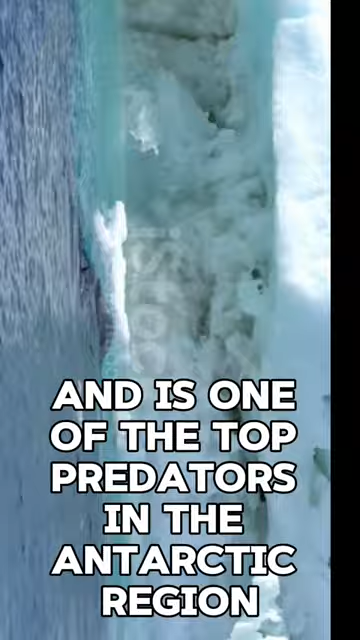 AND IS ONE
OF THE TOP
PREDATORS
IN THE
ANTARCTIC
REGION